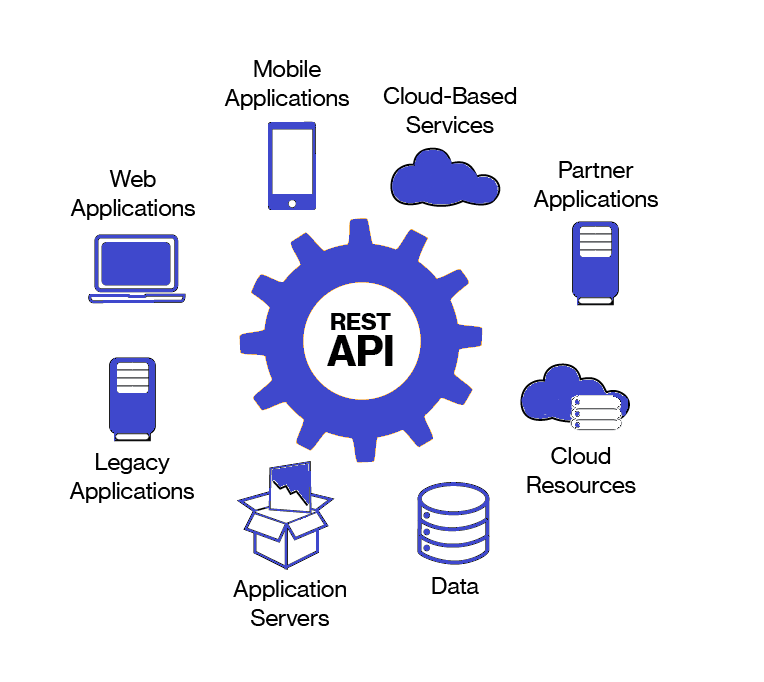 Mobile
Applications
Cloud-Based
Services
Partner
Applications
Web
Applications
REST
API
Legacy
Applications
Cloud
Resources
Application
Servers
Data